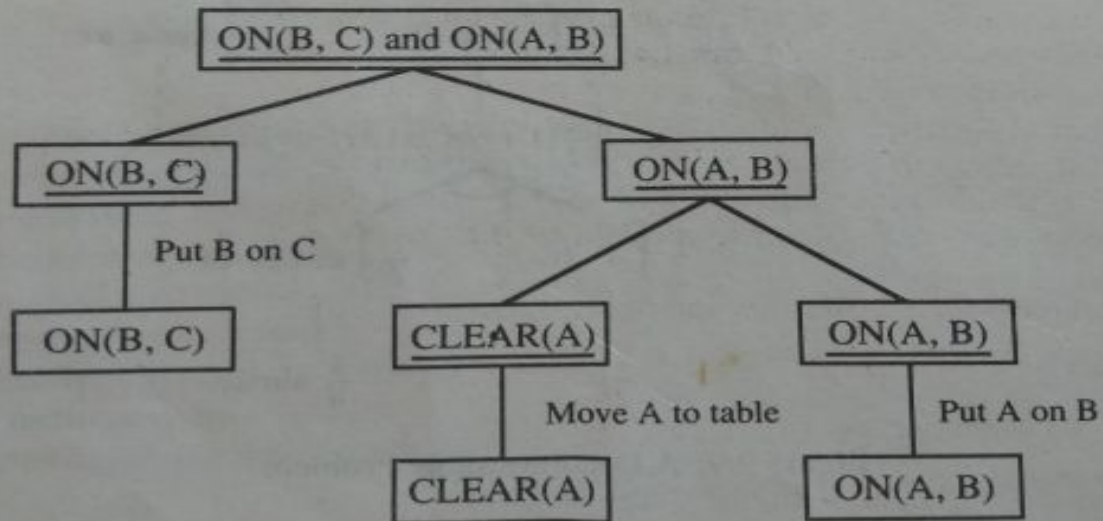 ON(B, C) and ON(A, B)
ON(B, C)
ON(A, B)
Put B on C
ON(B, C)
CLEAR(A)
ON(A, B)
Move A to table
Put A on B
CLEAR(A)
ON(A, B)